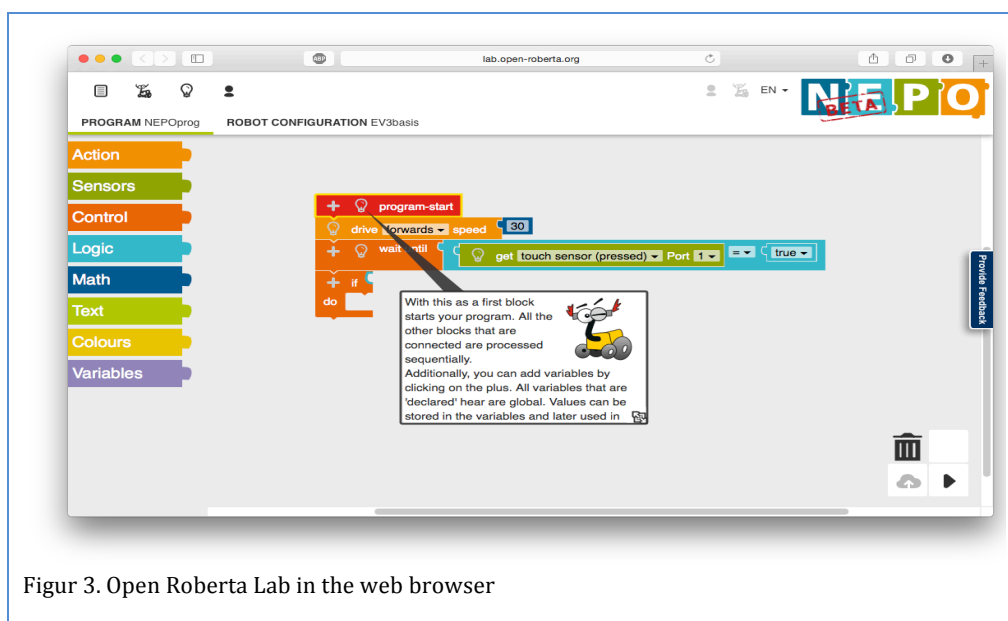 ABP
lab.open-roberta.org
EN
NEPO
BETA
PROGRAM NEPOprog
ROBOT CONFIGURATION EV3basis
Action
Sensors
Control
Logic
Math
Text
Colours
Variables
program-start
drive forwards speed 30
wait until get touch sensor (pressed) Port 1 = true
if
do
With this as a first block
starts your program. All the
other blocks that are
connected are processed
sequentially.
Additionally, you can add variables by
clicking on the plus. All variables that are
'declared' hear are global. Values can be
stored in the variables and later used in
Provide Feedback
Figur 3. Open Roberta Lab in the web browser